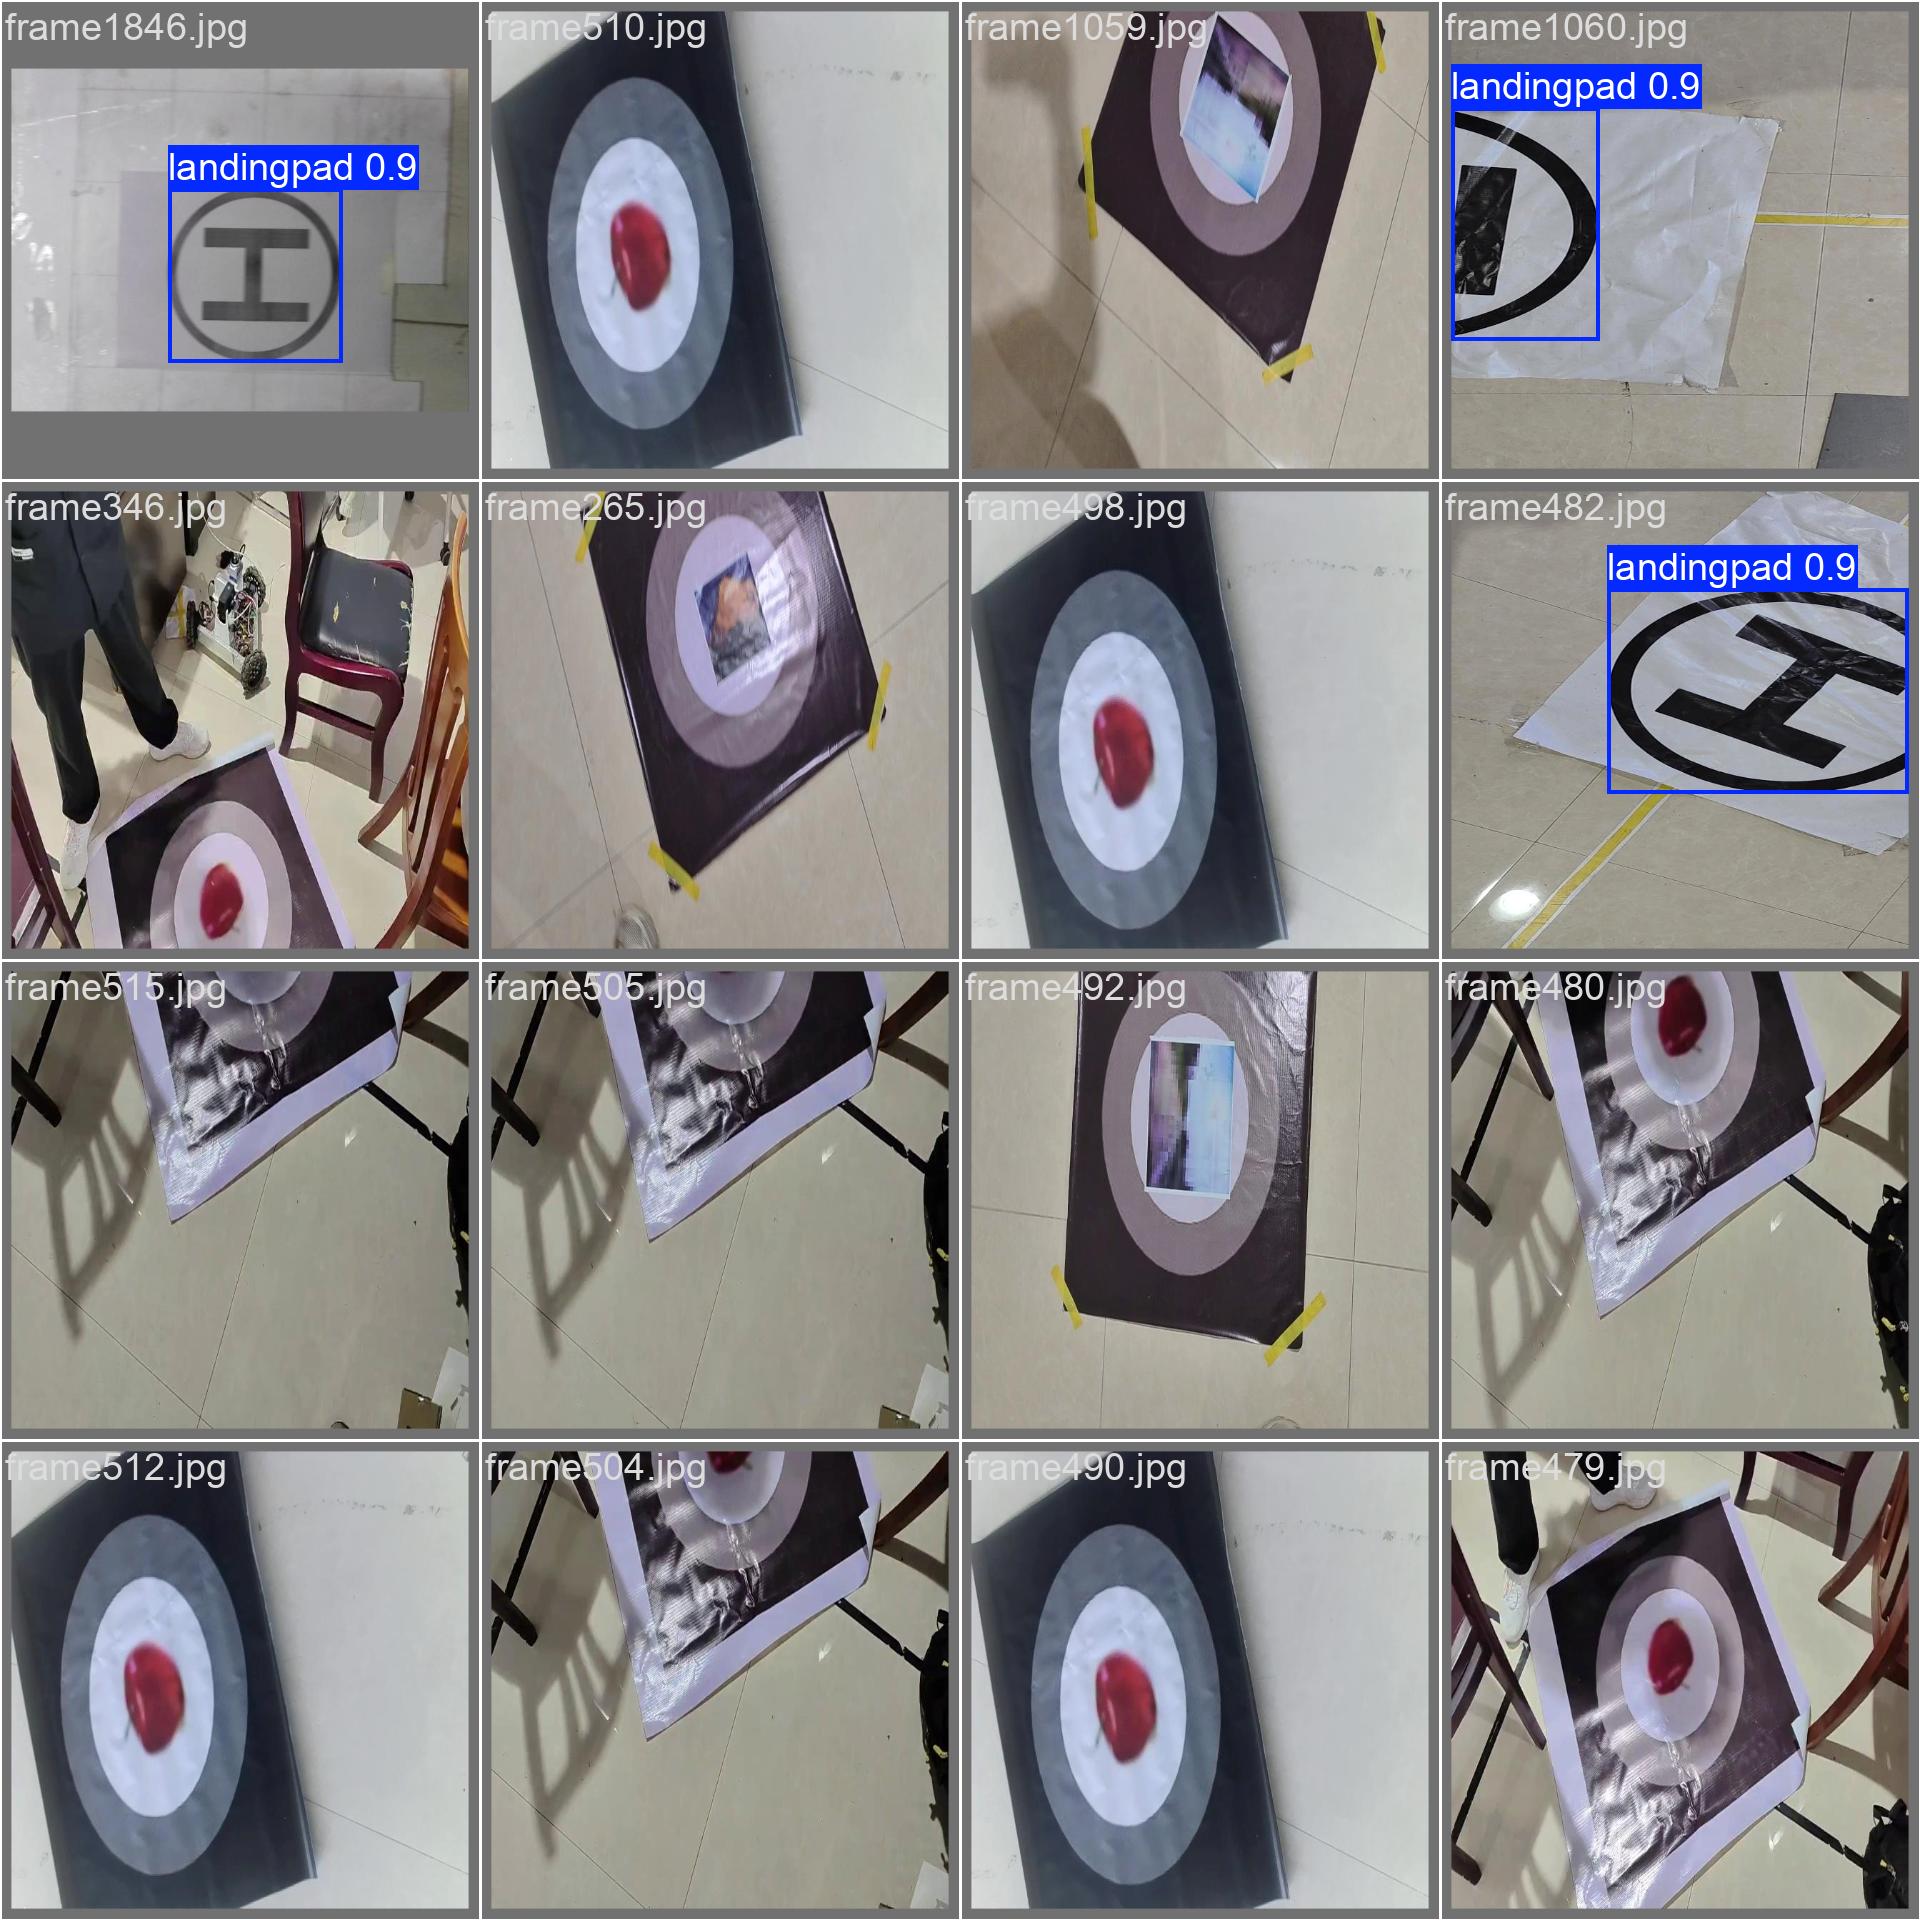 frame1846.jpg
frame510.jpg
frame1059.jpg
frame1060.jpg
landingpad 0.9
landingpad 0.9
H
frame346.jpg
frame265.jpg
frame498.jpg
frame482.jpg
landingpad 0.9
H
frame515.jpg
frame505.jpg
frame492.jpg
frame480.jpg
frame512.jpg
frame504.jpg
frame490.jpg
frame479.jpg